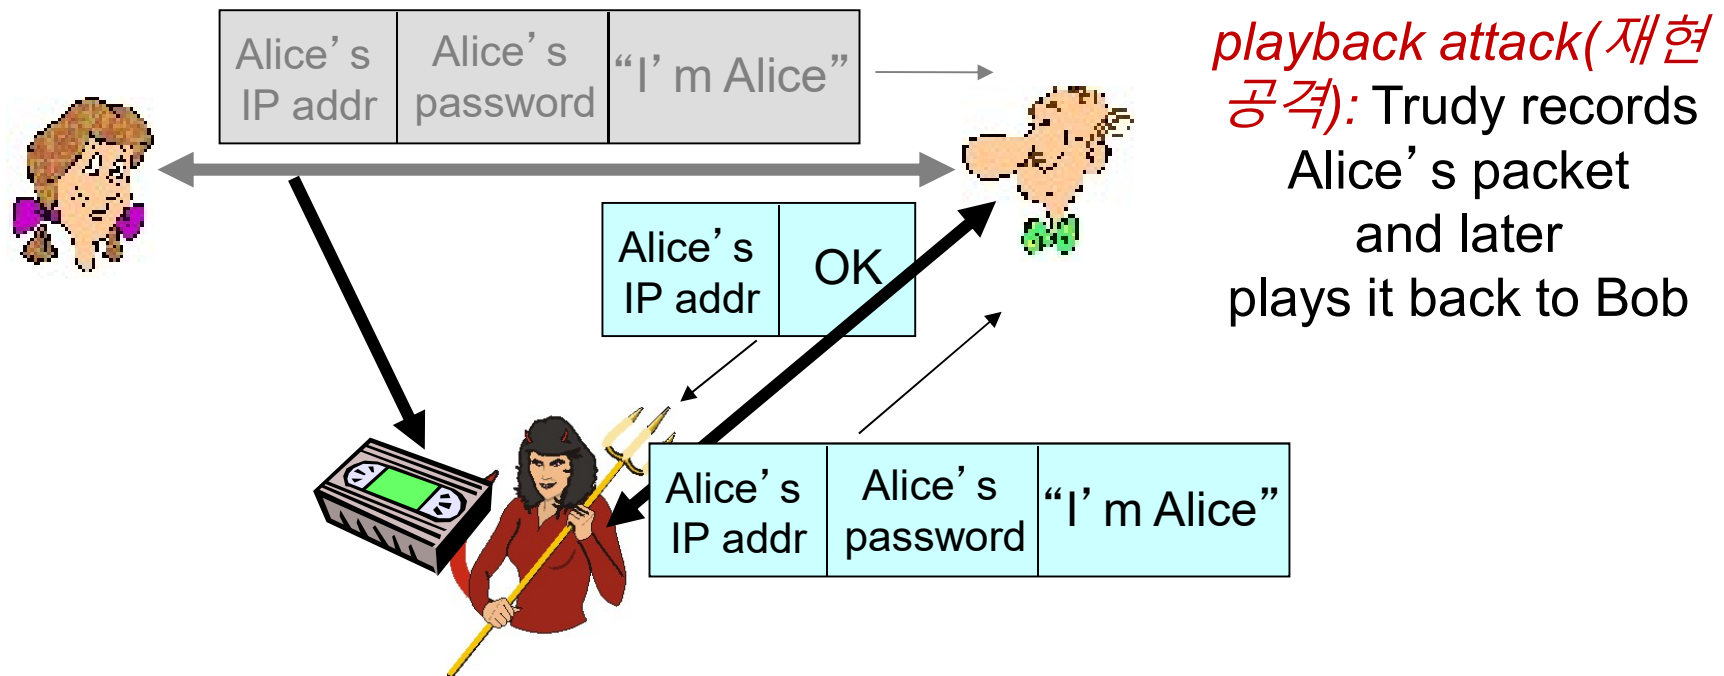 Alice’s
IP addr
Alice’s
password
“I’m Alice”
Alice’s
IP addr
OK
Alice’s
IP addr
Alice’s
password
“I’m Alice”
playback attack(재현
공격): Trudy records
Alice’s packet
and later
plays it back to Bob